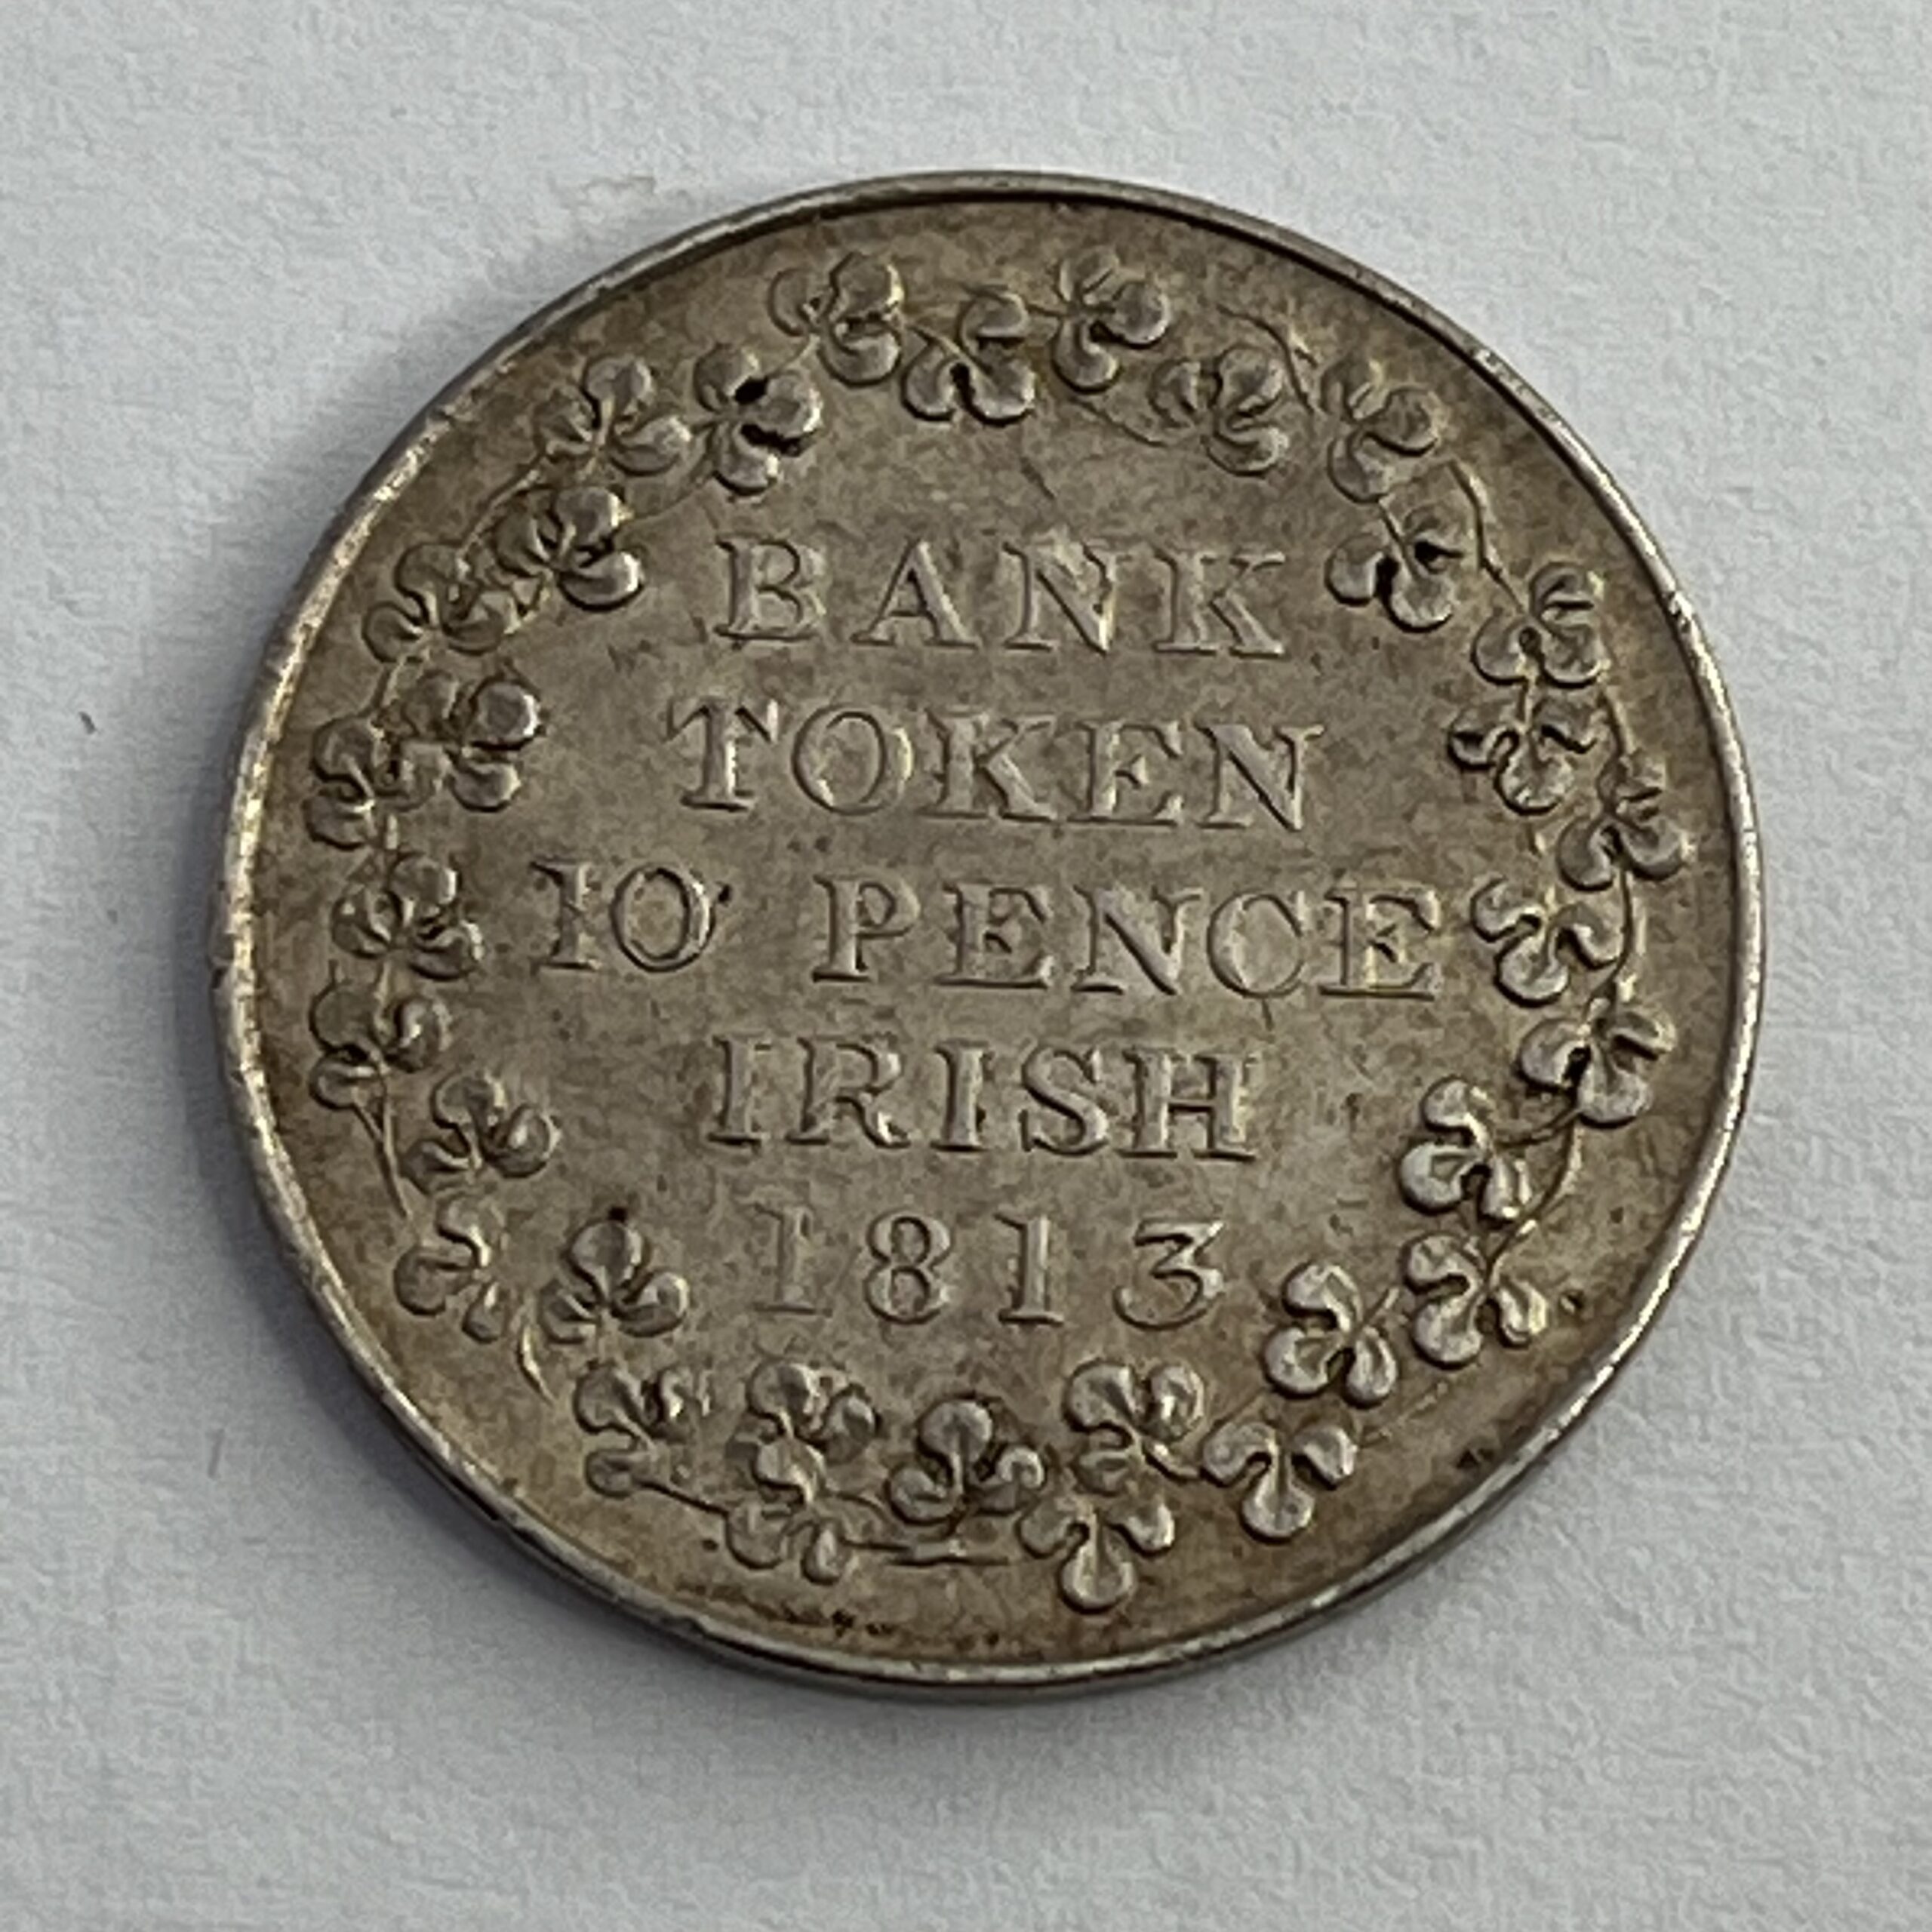 BANK
TOKEN
10 PENCE
IRISH
1813